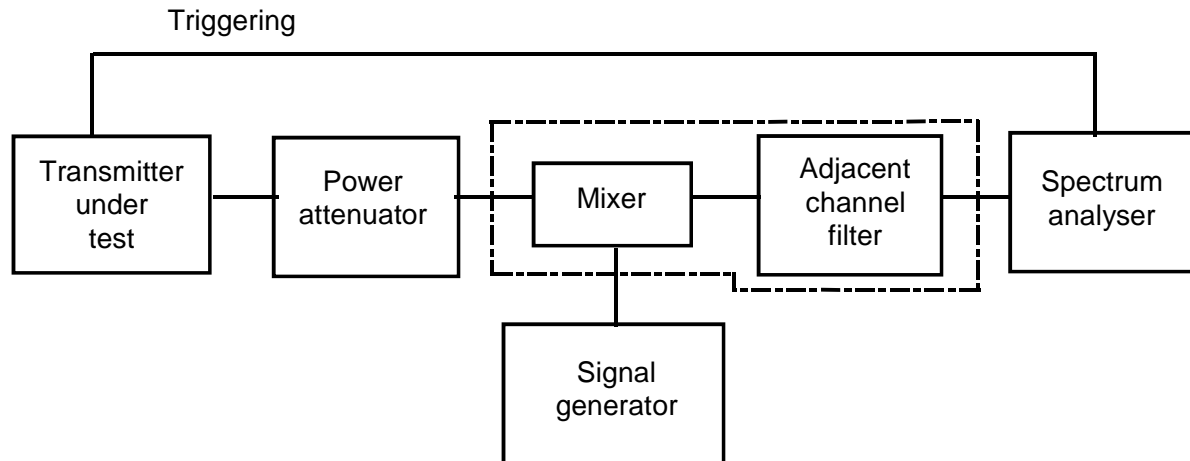 Triggering
Transmitter
under
test
Power
attenuator
Mixer
Adjacent
channel
filter
Spectrum
analyser
Signal
generator